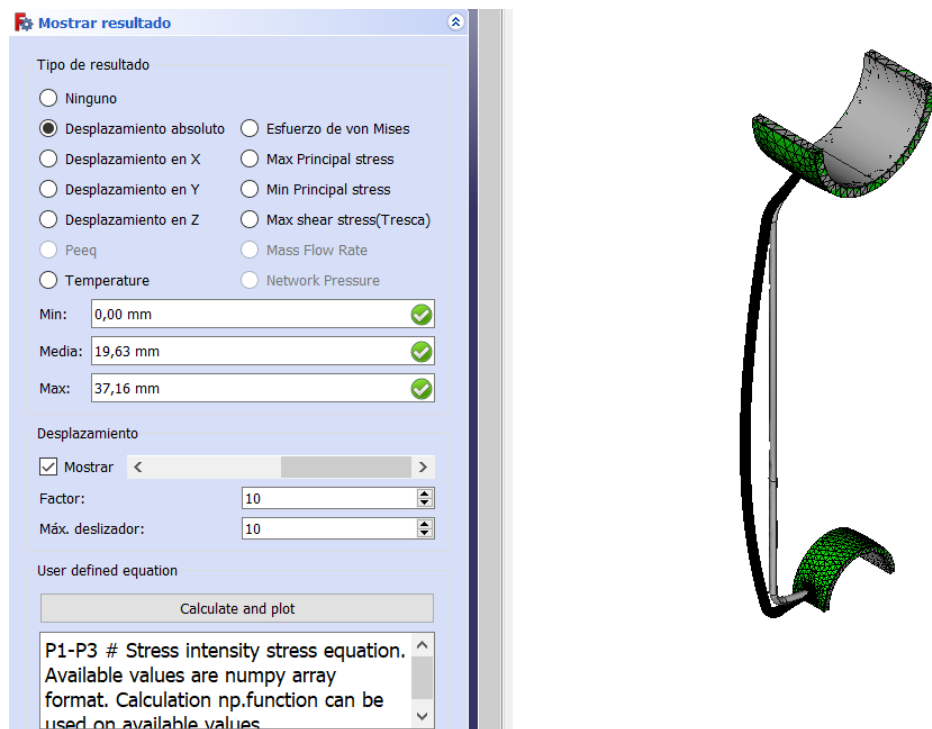 Mostrar resultado
Tipo de resultado
Ninguno
Desplazamiento absoluto Esfuerzo de von Mises
Desplazamiento en X Max Principal stress
Desplazamiento en Y Min Principal stress
Desplazamiento en Z Max shear stress(Tresca)
Peeq Mass Flow Rate
Temperature Network Pressure
Min: 0,00 mm
Media: 19,63 mm
Max: 37,16 mm
Desplazamiento
Mostrar
Factor: 10
Máx. deslizador: 10
User defined equation
Calculate and plot
P1-P3 # Stress intensity stress equation.
Available values are numpy array
format. Calculation np.function can be
used on available values